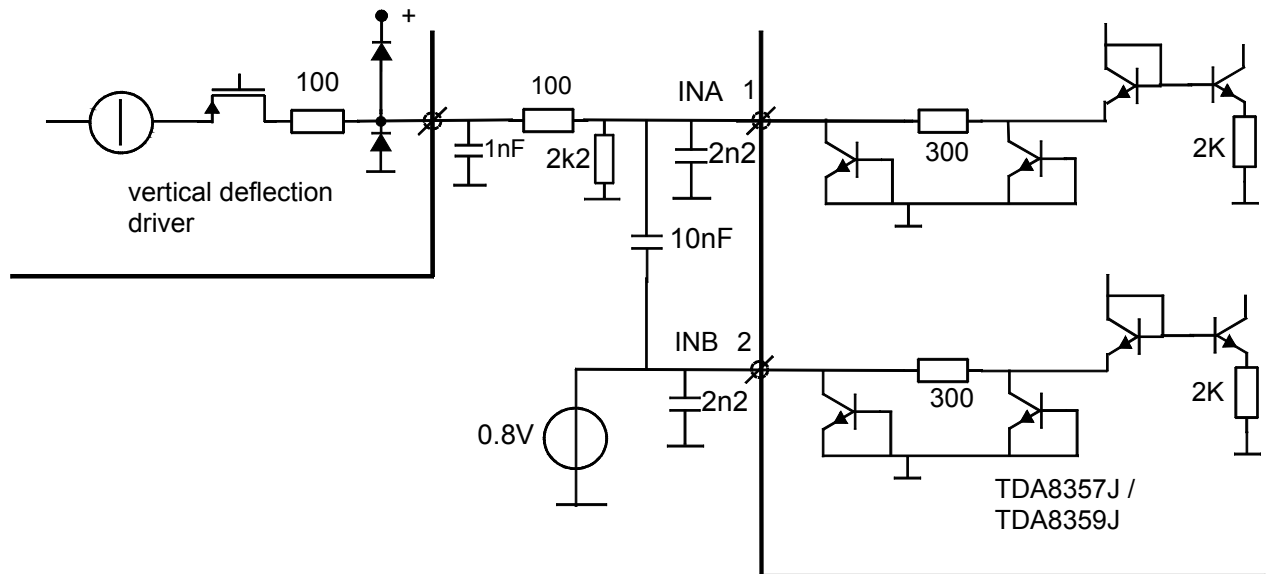 +
100
100
INA 1
1nF
2k2
2n2
300
2K
vertical deflection
driver
10nF
INB 2
2n2
300
2K
0.8V
TDA8357J /
TDA8359J